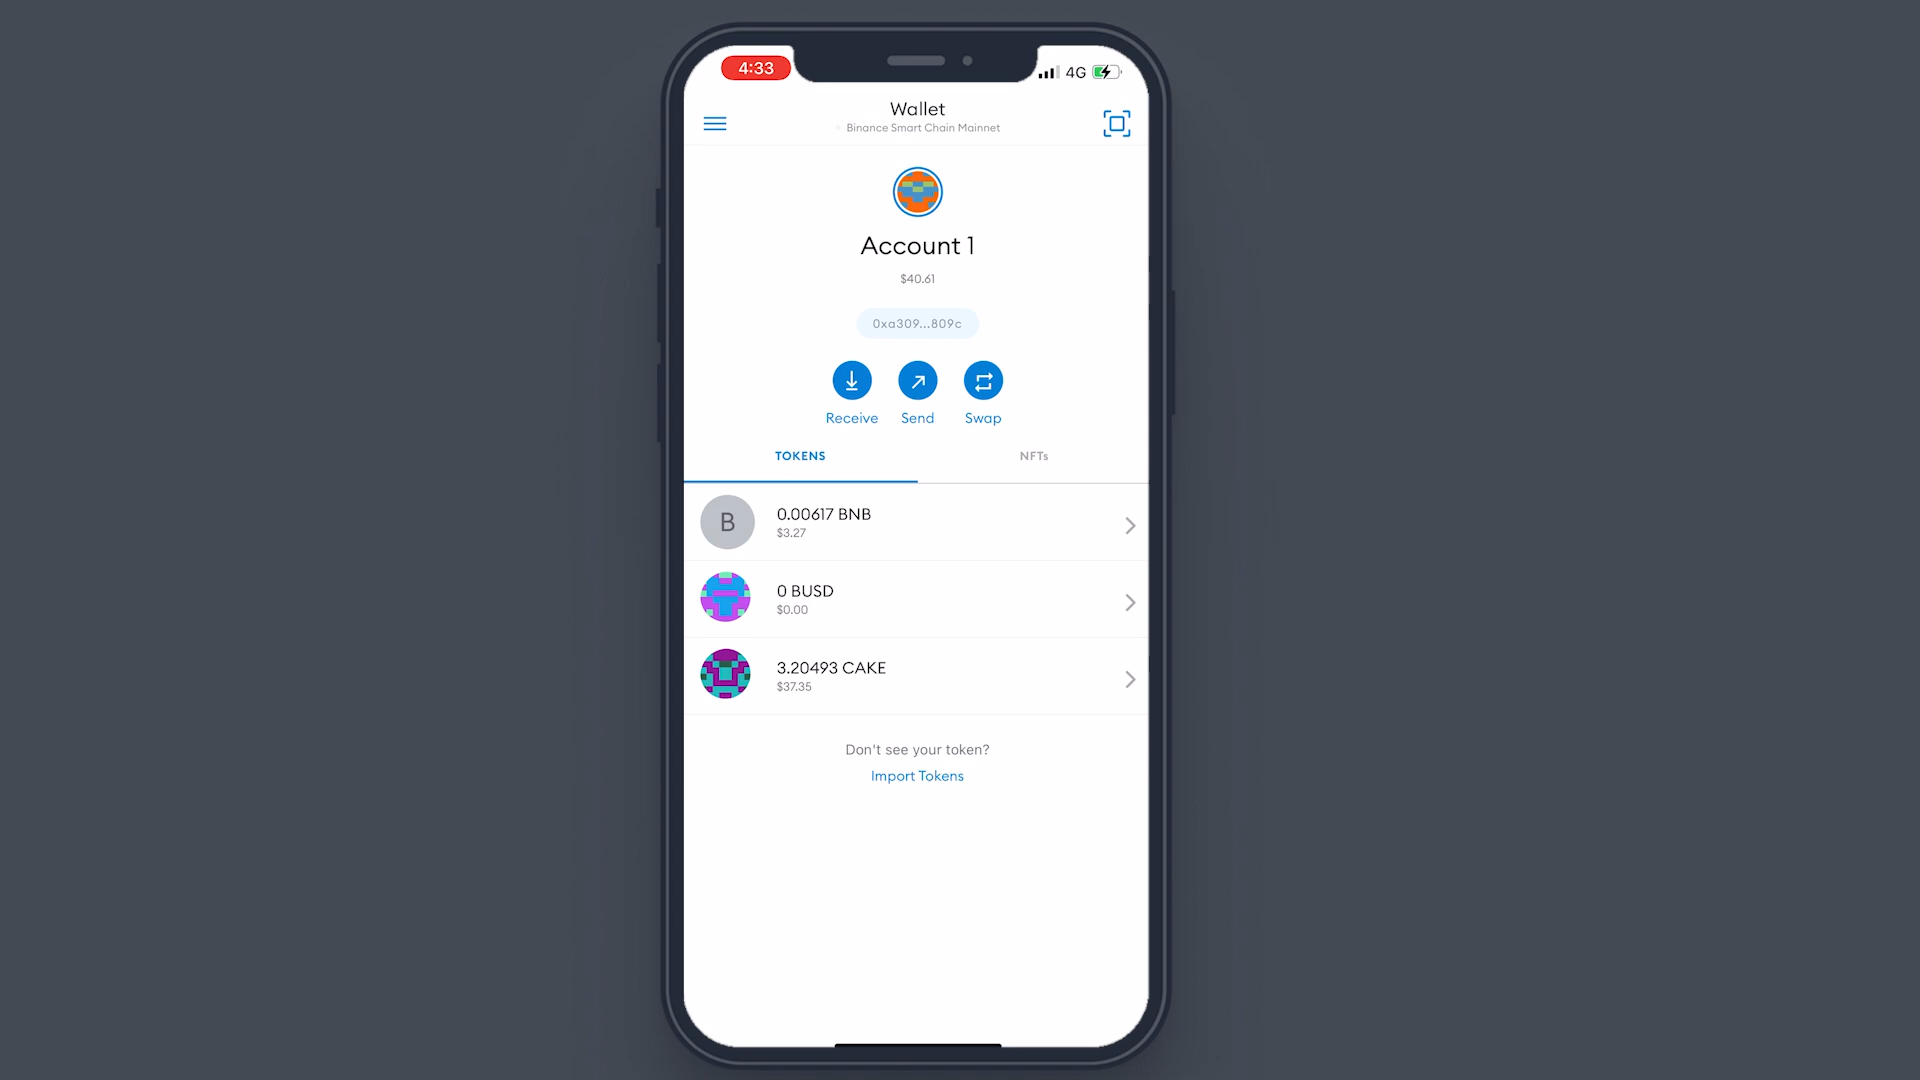 4:33
4G
Wallet
Binance Smart Chain Mainnet
Account 1
$40.61
0xa309...809c
Receive
Send
Swap
TOKENS
NFTs
B
0.00617 BNB
$3.27
0 BUSD
$0.00
3.20493 CAKE
$37.35
Don't see your token?
Import Tokens